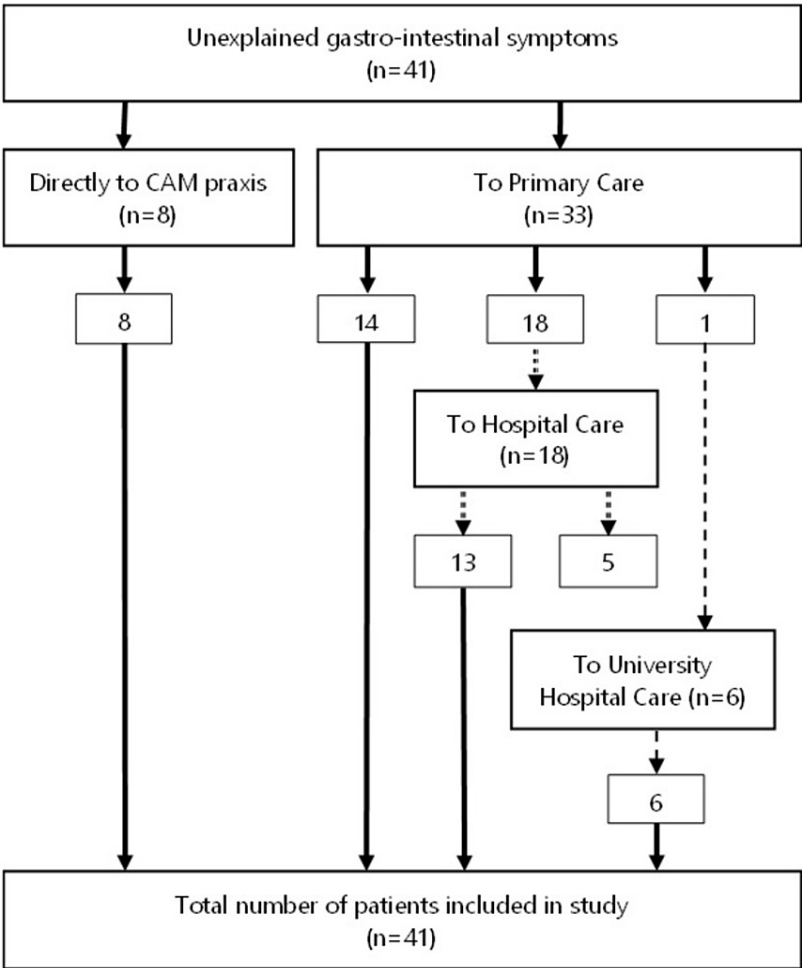 Unexplained gastro-intestinal symptoms
(n=41)
Directly to CAM praxis
(n=8)
To Primary Care
(n=33)
8
14
18
1
To Hospital Care
(n=18)
13
5
To University
Hospital Care (n=6)
6
Total number of patients included in study
(n=41)